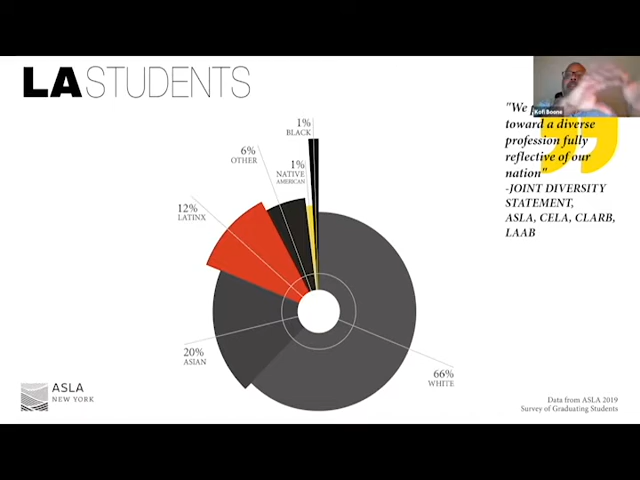 LASTUDENTS
Kofi Boone
"We
toward a diverse
profession fully
reflective of our
nation"
-JOINT DIVERSITY
STATEMENT,
ASLA, CELA, CLARB,
LAAB
1%
BLACK
6%
OTHER
1%
NATIVE
AMERICAN
12%
LATINX
20%
ASIAN
66%
WHITE
ASLA
NEW YORK
Data from ASLA 2019
Survey of Graduating Students